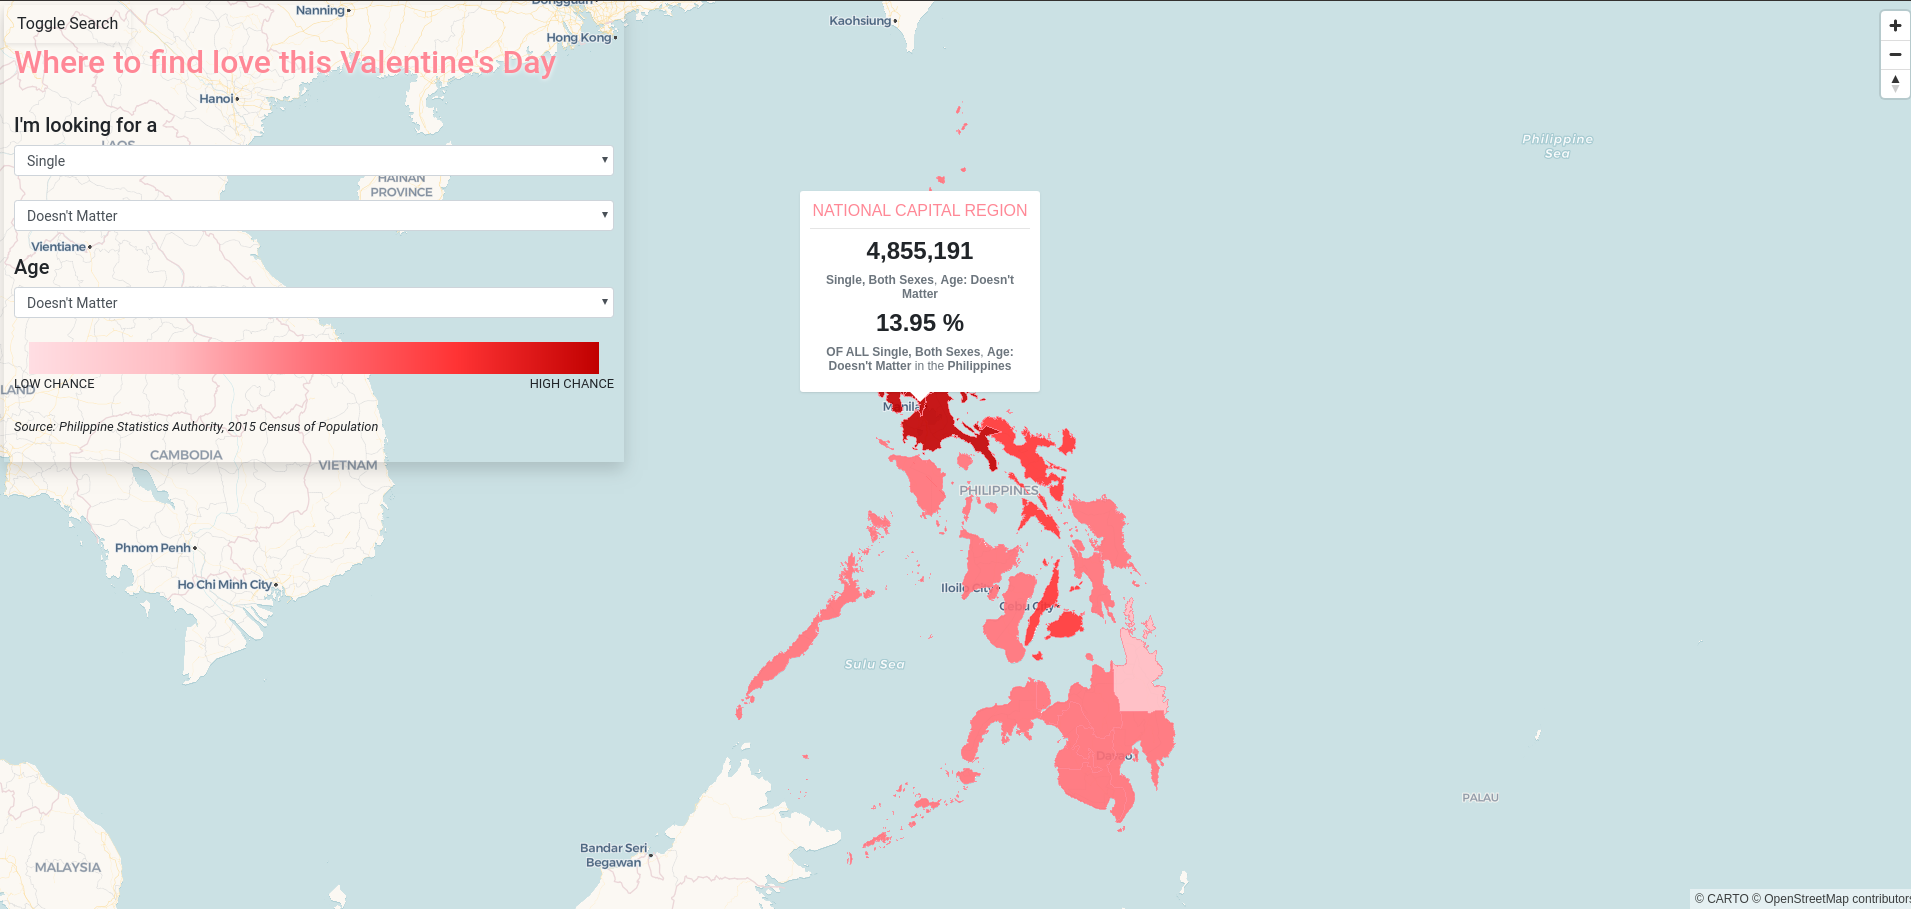 Toggle Search
Where to find love this Valentine's Day
I'm looking for a
Single
Doesn't Matter
Age
Doesn't Matter
LOW CHANCE
HIGH CHANCE
Source: Philippine Statistics Authority, 2015 Census of Population
NATIONAL CAPITAL REGION
4,855,191
Single, Both Sexes, Age: Doesn't
Matter
13.95 %
OF ALL Single, Both Sexes, Age:
Doesn't Matter in the Philippines
Nanning
Dongguan
Hong Kong
Kaohsiung
Hanoi
LAOS
HAINAN
PROVINCE
Vientiane
LAND
CAMBODIA
VIETNAM
Phnom Penh
Ho Chi Minh City
Philippine
Sea
Manila
PHILIPPINES
Iloilo City
Cebu City
Sulu Sea
Davao
PALAU
Bandar Seri
Begawan
MALAYSIA
© CARTO © OpenStreetMap contributors